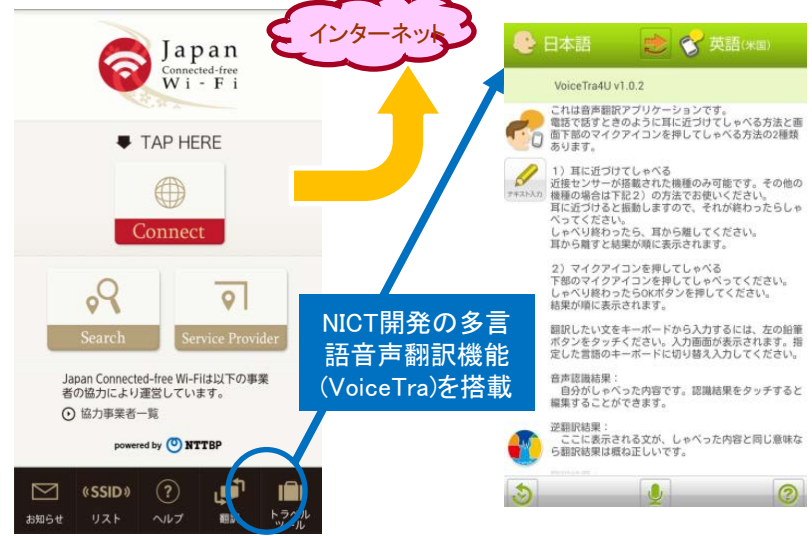 Japan
Connected-free
Wi-Fi
インターネット
TAP HERE
Connect
Search
Service Provider
Japan Connected-free Wi-Fiは以下の事業
者の協力により運営しています。
協力事業者一覧
powered by NTTBP
お知らせ
SSID
リスト
?
ヘルプ
翻訳
トラベル
ツール
NICT開発の多言
語音声翻訳機能
(VoiceTra)を搭載
日本語
英語(米国)
VoiceTra4U v1.0.2
これは音声翻訳アプリケーションです。
電話で話すときのように耳に近づけてしゃべる方法と画
面下部のマイクアイコンを押してしゃべる方法の2種類
あります。
テキスト入力
1）耳に近づけてしゃべる
近接センサーが搭載された機種のみ可能です。その他の
機種の場合は下記2）の方法でお使いください。
耳に近づけると振動しますので、それが終わったらしゃ
べってください。
しゃべり終わったら、耳から離してください。
耳から離すと結果が順に表示されます。
2）マイクアイコンを押してしゃべる
下部のマイクアイコンを押してしゃべってください。
しゃべり終わったらOKボタンを押してください。
結果が順に表示されます。
翻訳したい文をキーボードから入力するには、左の鉛筆
ボタンをタッチください。入力画面が表示されます。指
定した言語のキーボードに切り替え入力してください。
音声認識結果：
自分がしゃべった内容です。認識結果をタッチすると
編集することができます。
逆翻訳結果：
ここに表示される文が、しゃべった内容と同じ意味な
ら翻訳結果は概ね正しいです。
?